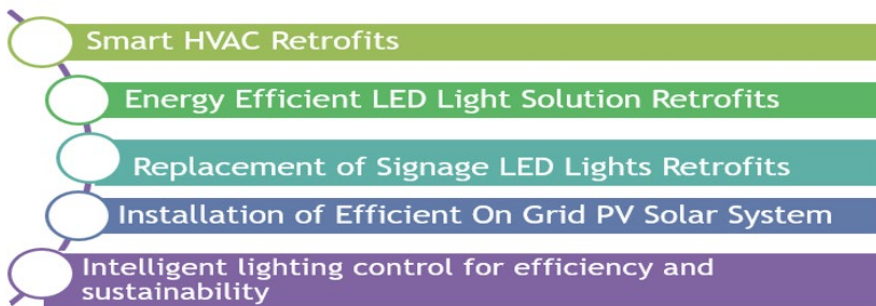 Smart HVAC Retrofits
Energy Efficient LED Light Solution Retrofits
Replacement of Signage LED Lights Retrofits
Installation of Efficient On Grid PV Solar System
Intelligent lighting control for efficiency and
sustainability